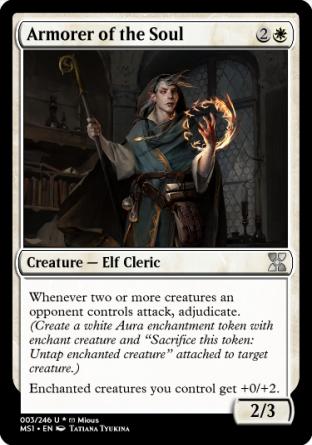 Armorer of the Soul 2
Creature — Elf Cleric
Whenever two or more creatures an
opponent controls attack, adjudicate.
(Create a white Aura enchantment token with
enchant creature and “Sacrifice this token:
Untap enchanted creature” attached to target
creature.)
Enchanted creatures you control get +0/+2.
2/3
003/246 U * Mious
MS1 • EN Tatiana Tyukina